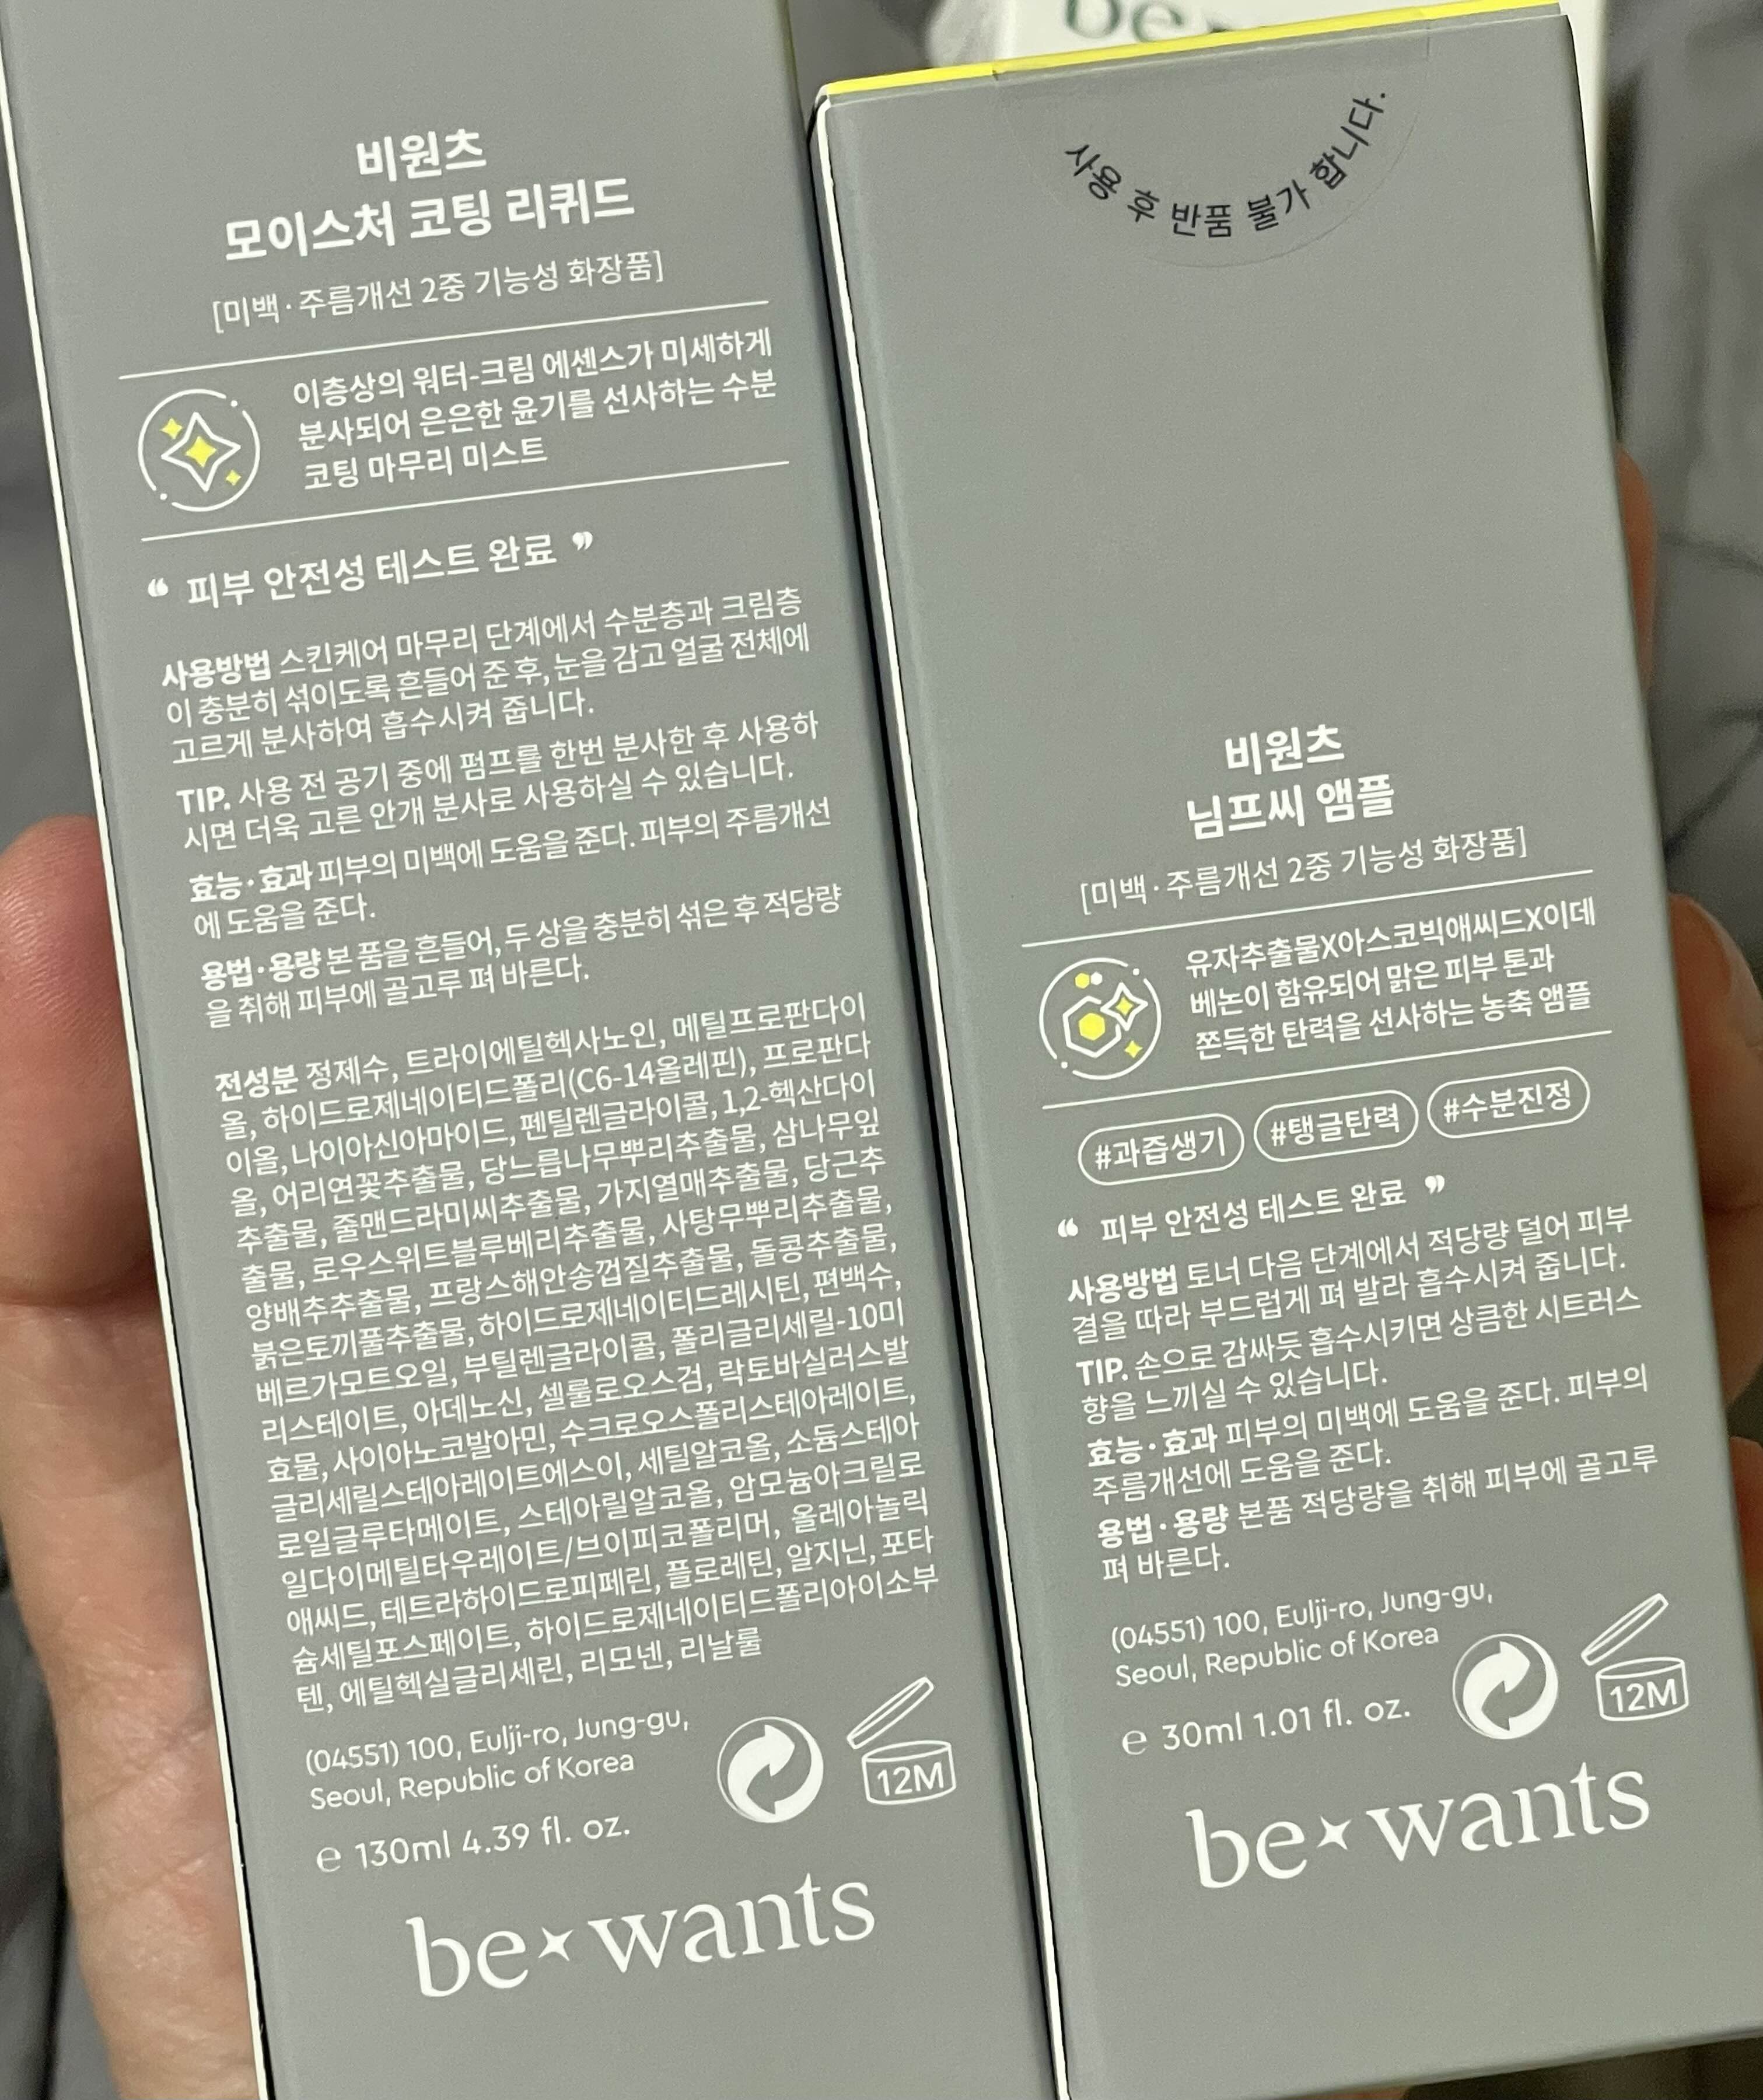 비원츠
모이스처 코팅 리퀴드
[미백·주름개선 2중 기능성 화장품]
이층상의 워터-크림 에센스가 미세하게
분사되어 은은한 윤기를 선사하는 수분
코팅 마무리 미스트
“ 피부 안전성 테스트 완료 ”
사용방법 스킨케어 마무리 단계에서 수분층과 크림층
이 충분히 섞이도록 흔들어 준 후, 눈을 감고 얼굴 전체에
고르게 분사하여 흡수시켜 줍니다.
TIP. 사용 전 공기 중에 펌프를 한번 분사한 후 사용하
시면 더욱 고른 안개 분사로 사용하실 수 있습니다.
효능·효과 피부의 미백에 도움을 준다. 피부의 주름개선
에 도움을 준다.
용법·용량 본 품을 흔들어, 두 상을 충분히 섞은 후 적당량
을 취해 피부에 골고루 펴 바른다.
전성분 정제수, 트라이에틸헥사노인, 메틸프로판다이
올, 하이드로제네이티드폴리(C6-14올레핀), 프로판다
이올, 나이아신아마이드, 펜틸렌글라이콜, 1,2-헥산다이
올, 어리연꽃추출물, 당느릅나무뿌리추출물, 삼나무잎
추출물, 줄맨드라미씨추출물, 가지열매추출물, 당근추
출물, 로우스위트블루베리추출물, 사탕무뿌리추출물,
양배추추출물, 프랑스해안송껍질추출물, 돌콩추출물,
붉은토끼풀추출물, 하이드로제네이티드레시틴, 편백수,
베르가모트오일, 부틸렌글라이콜, 폴리글리세릴-10미
리스테이트, 아데노신, 셀룰로오스검, 락토바실러스발
효물, 사이아노코발아민, 수크로오스폴리스테아레이트,
글리세릴스테아레이트에스이, 세틸알코올, 소듐스테아
로일글루타메이트, 스테아릴알코올, 암모늄아크릴로
일다이메틸타우레이트/브이피코폴리머, 올레아놀릭
애씨드, 테트라하이드로피페린, 플로레틴, 알지닌, 포타
슘세틸포스페이트, 하이드로제네이티드폴리아이소부
텐, 에틸헥실글리세린, 리모넨, 리날룰
(04551) 100, Eulji-ro, Jung-gu,
Seoul, Republic of Korea
12M
℮ 130ml 4.39 fl. oz.
be wants
be
사용 후 반품 불가 합니다.
비원츠
님프씨 앰플
[미백·주름개선 2중 기능성 화장품]
유자추출물X아스코빅애씨드X이데
베논이 함유되어 맑은 피부 톤과
쫀득한 탄력을 선사하는 농축 앰플
#과즙생기 #탱글탄력 #수분진정
“ 피부 안전성 테스트 완료 ”
사용방법 토너 다음 단계에서 적당량 덜어 피부
결을 따라 부드럽게 펴 발라 흡수시켜 줍니다.
TIP. 손으로 감싸듯 흡수시키면 상큼한 시트러스
향을 느끼실 수 있습니다.
효능·효과 피부의 미백에 도움을 준다. 피부의
주름개선에 도움을 준다.
용법·용량 본품 적당량을 취해 피부에 골고루
펴 바른다.
(04551) 100, Eulji-ro, Jung-gu,
Seoul, Republic of Korea
12M
℮ 30ml 1.01 fl. oz.
be wants